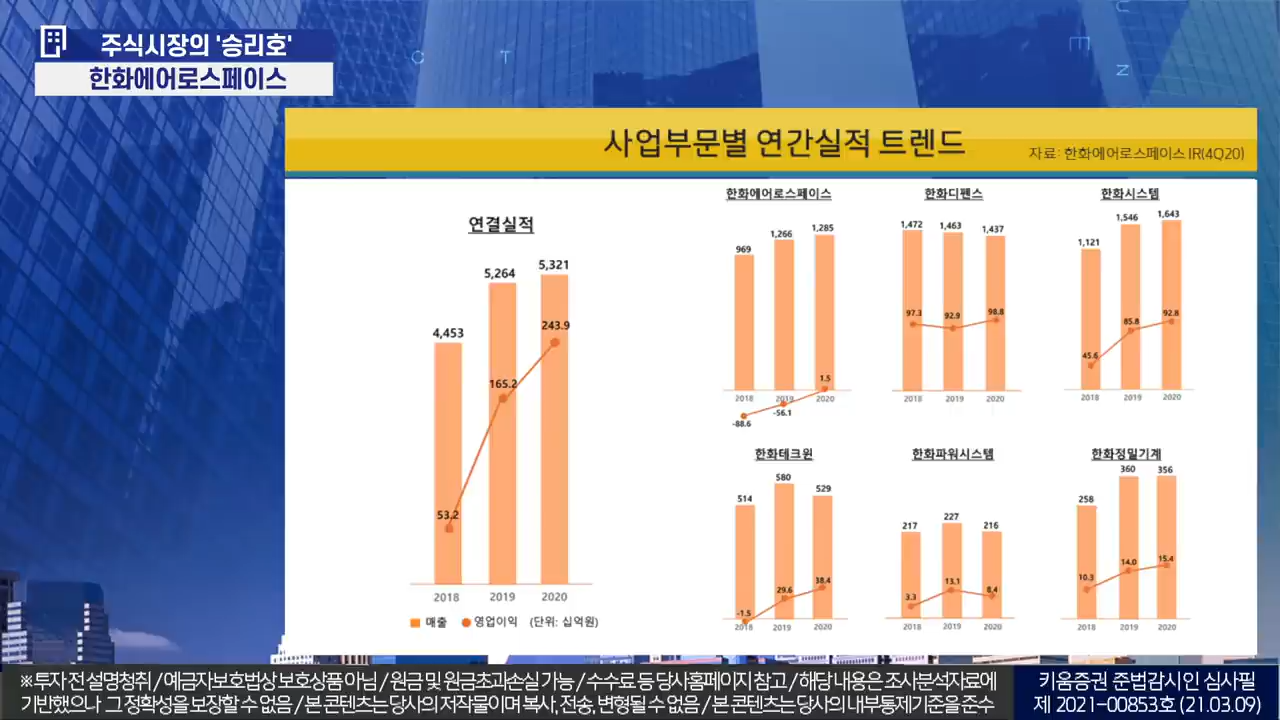 주식시장의 '승리호'
한화에어로스페이스
C T E U N
사업부문별 연간실적 트렌드
자료: 한화에어로스페이스 IR(4Q20)
연결실적
4,453 5,264 5,321
53.2 165.2 243.9
2018 2019 2020
매출 영업이익 (단위: 십억원)
한화에어로스페이스
969 1,266 1,285
-88.6 -56.1 1.5
2018 2019 2020
한화디펜스
1,472 1,463 1,437
97.3 92.9 98.8
2018 2019 2020
한화시스템
1,121 1,546 1,643
45.6 85.8 92.8
2018 2019 2020
한화테크윈
514 580 529
-1.5 29.6 38.4
2018 2019 2020
한화파워시스템
217 227 216
3.3 13.1 8.4
2018 2019 2020
한화정밀기계
258 360 356
10.3 14.0 15.4
2018 2019 2020
※투자 전 설명청취 / 예금자보호법상 보호상품 아님 / 원금 및 원금초과손실 가능 / 수수료 등 당사홈페이지 참고 / 해당 내용은 조사분석자료에
기반했으나 그 정확성을 보장할 수 없음 / 본 콘텐츠는 당사의 저작물이며 복사, 전송, 변형될 수 없음 / 본 콘텐츠는 당사의 내부통제기준을 준수
키움증권 준법감시인 심사필
제 2021-00853호 (21.03.09)